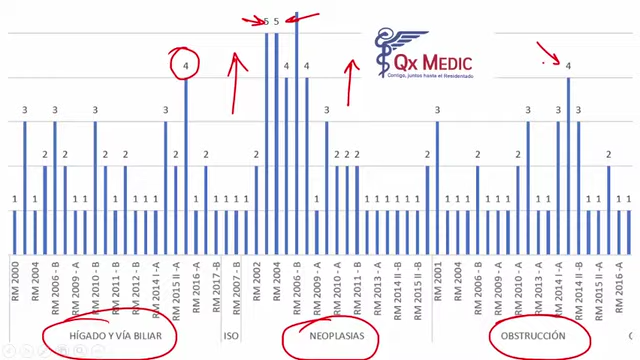 5 5
Qx MEDIC
Contigo, juntos hasta el Residentado
4 4 4 4
3 3 3 3 3 3 3 3 3
2 2 2 2 2 2 2 2 2 2 2 2 2 2
1 1 1 1 1 1 1 1 1 1 1 1 1 1 1 1 1 1 1 1 1 1 1 1 1 1 1 1 1 1 1 1 1
RM 2000
RM 2004
RM 2006 - B
RM 2009 - A
RM 2010 - B
RM 2011 - B
RM 2012 - B
RM 2014 I -A
RM 2015 II -A
RM 2016 -A
RM 2017 -B
RM 2007 - B
RM 2002
RM 2004
RM 2006 - B
RM 2009 - A
RM 2010 - A
RM 2011 - B
RM 2013 - A
RM 2014 II -B
RM 2015 II -B
RM 2001
RM 2004
RM 2006 - B
RM 2009 - B
RM 2011 - A
RM 2014 I -A
RM 2014 II -B
RM 2015 II -A
RM 2016 -A
HÍGADO Y VÍA BILIAR
ISO
NEOPLASIAS
OBSTRUCCIÓN